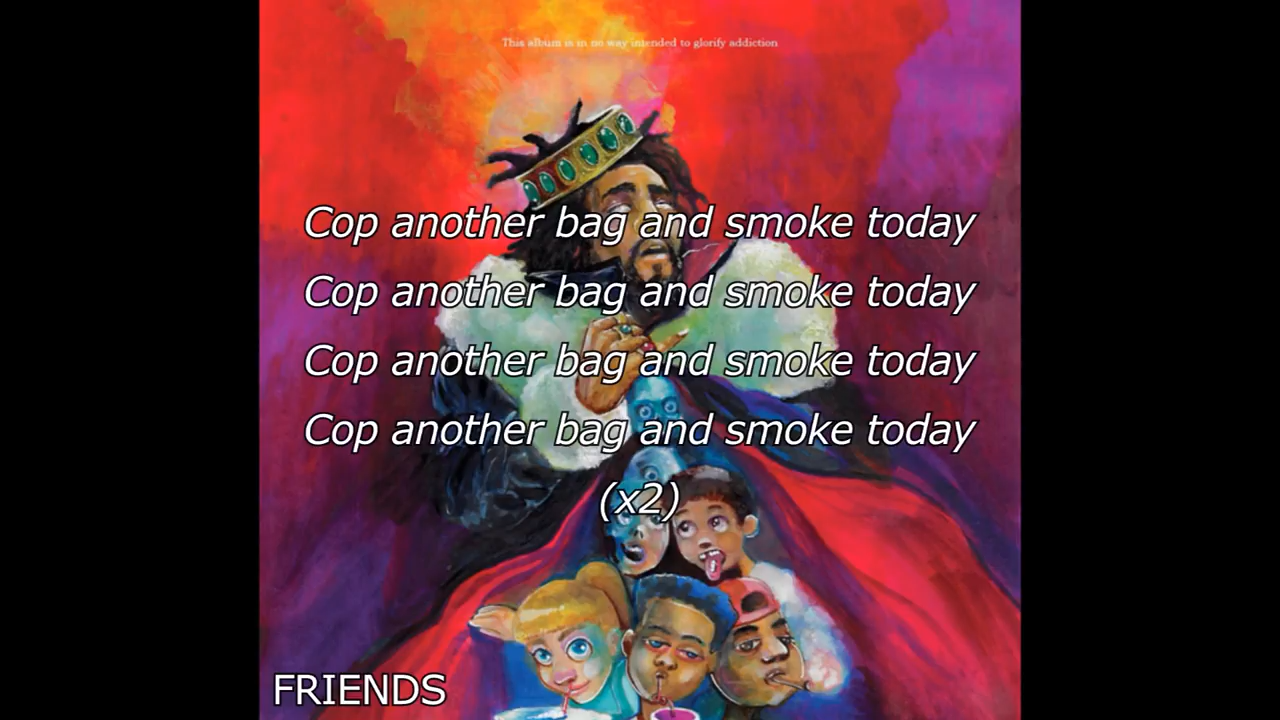 This album is in no way intended to glorify addiction
Cop another bag and smoke today
Cop another bag and smoke today
Cop another bag and smoke today
Cop another bag and smoke today
(x2)
FRIENDS